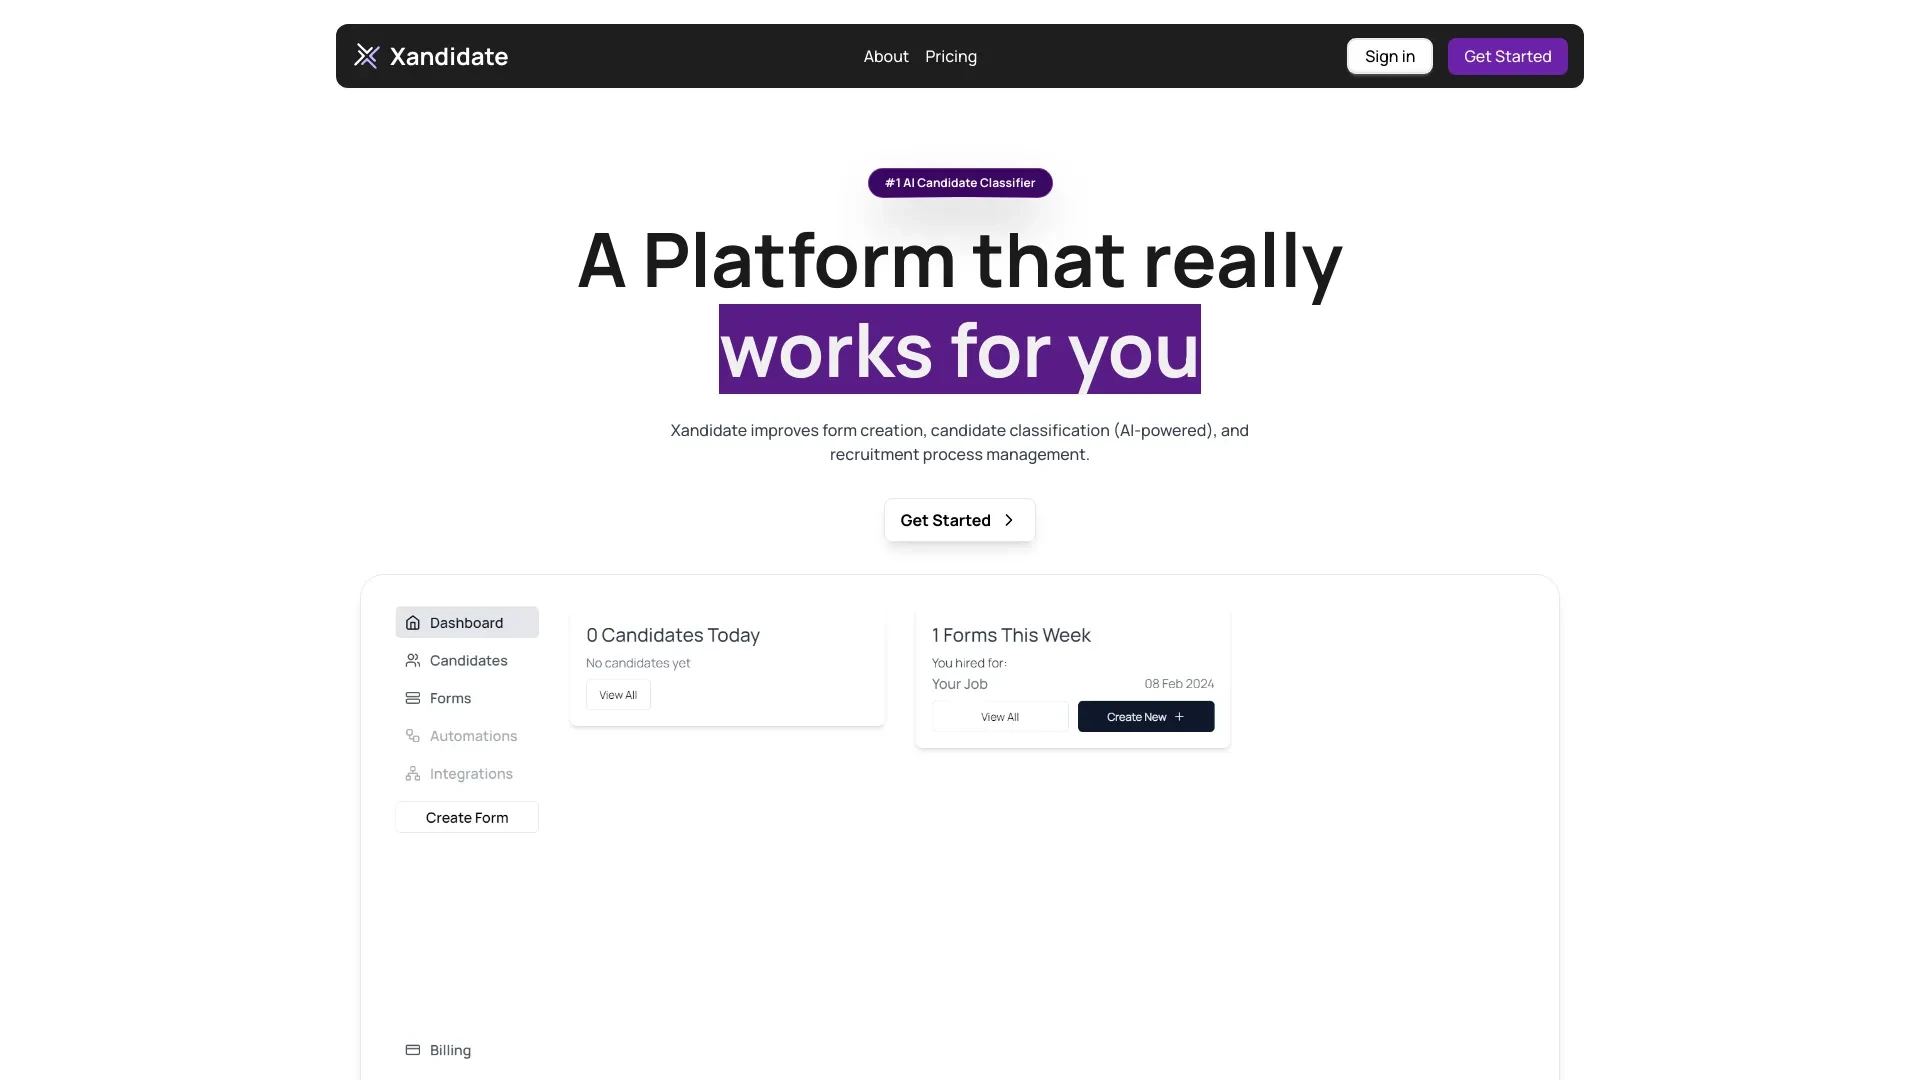 Xandidate
About
Pricing
Sign in
Get Started
#1 AI Candidate Classifier
A Platform that really
works for you
Xandidate improves form creation, candidate classification (AI-powered), and
recruitment process management.
Get Started
Dashboard
Candidates
Forms
Automations
Integrations
Create Form
Billing
0 Candidates Today
No candidates yet
View All
1 Forms This Week
You hired for:
Your Job
08 Feb 2024
View All
Create New